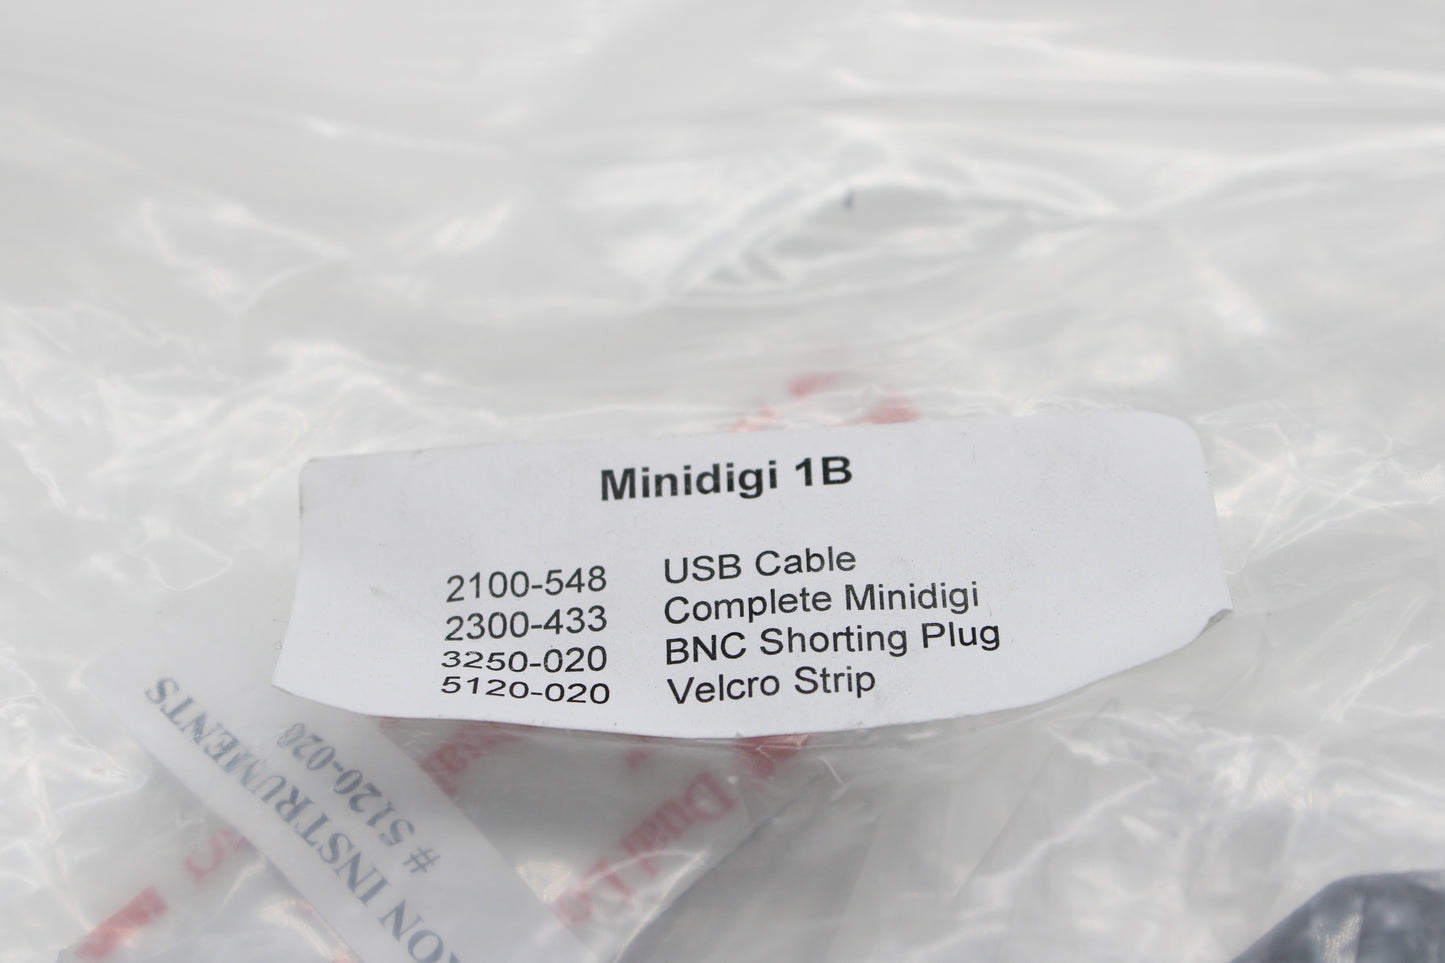 Minidigi 1B
2100-548 USB Cable
2300-433 Complete Minidigi
3250-020 BNC Shorting Plug
5120-020 Velcro Strip
INSTRUMENTS
# 5120-020
Dual